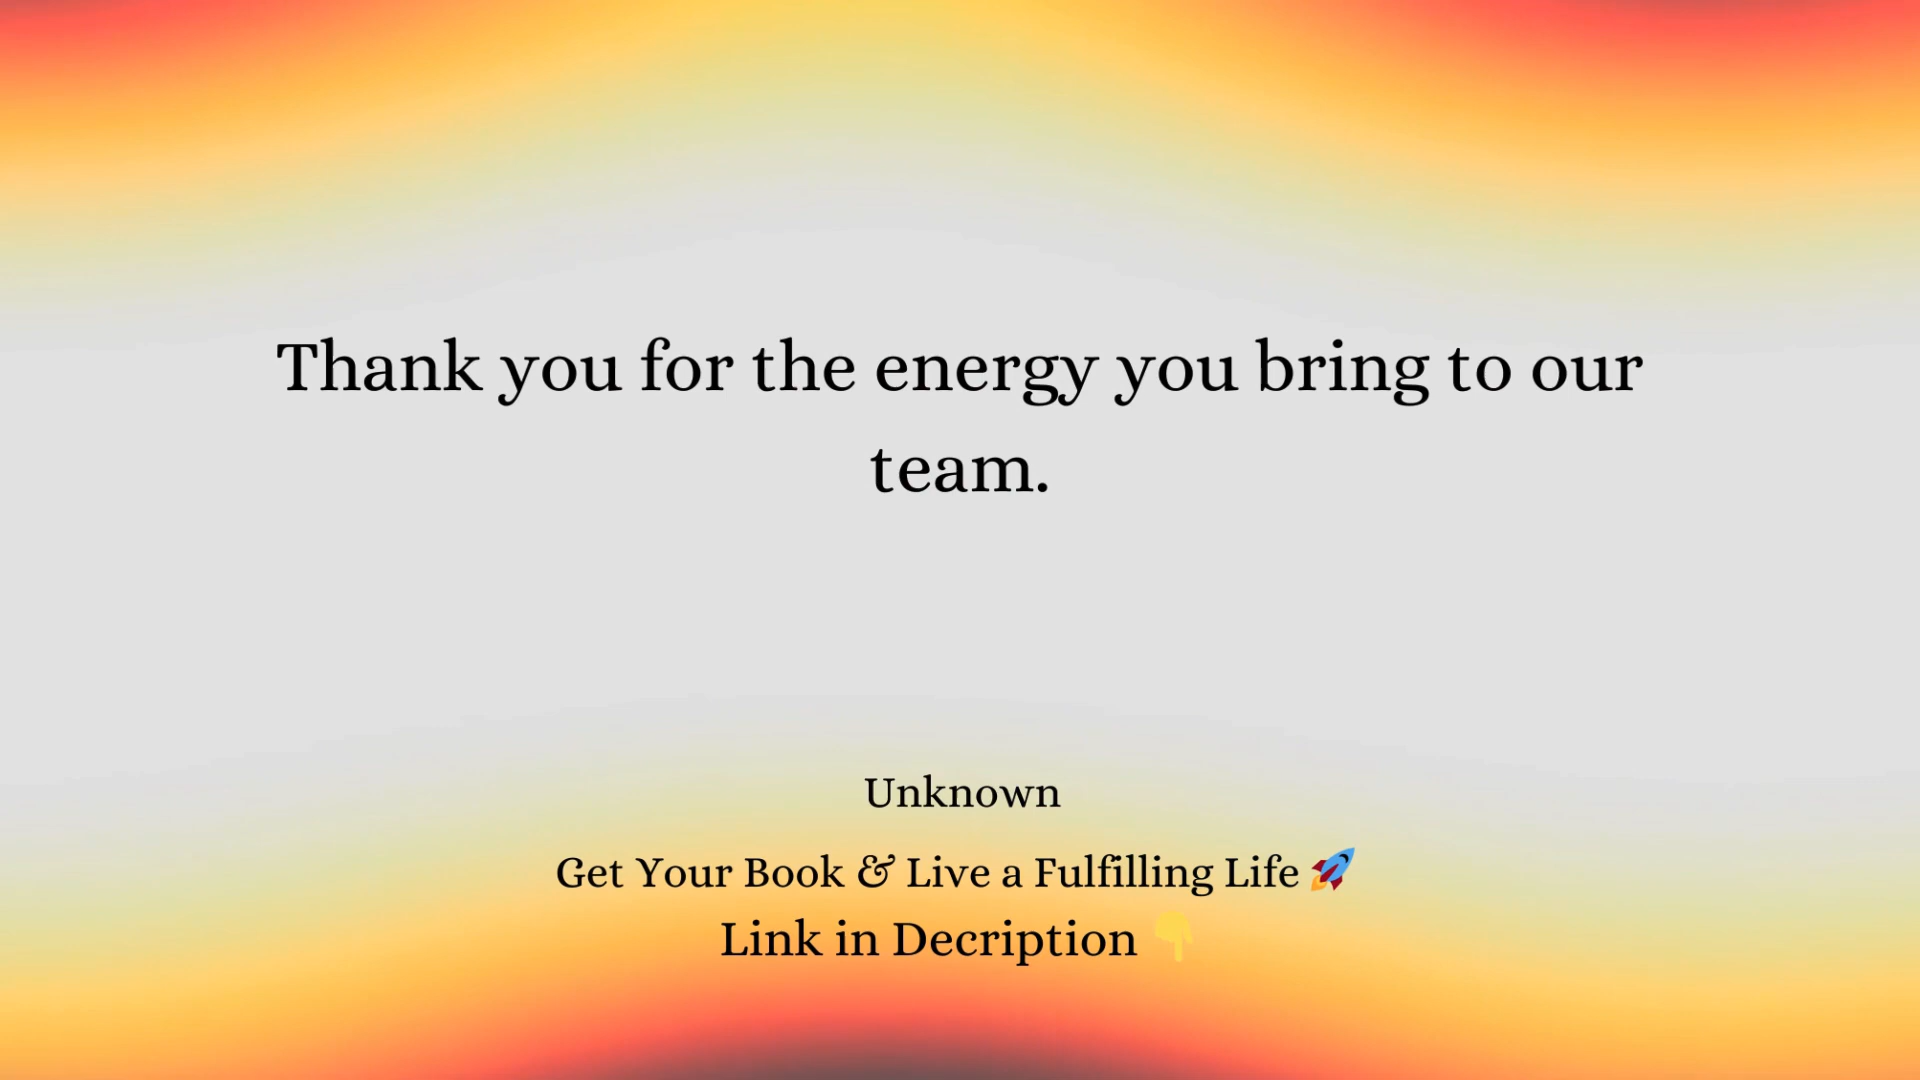 Thank you for the energy you bring to our
team.
Unknown
Get Your Book & Live a Fulfilling Life 🚀
Link in Decription 👇